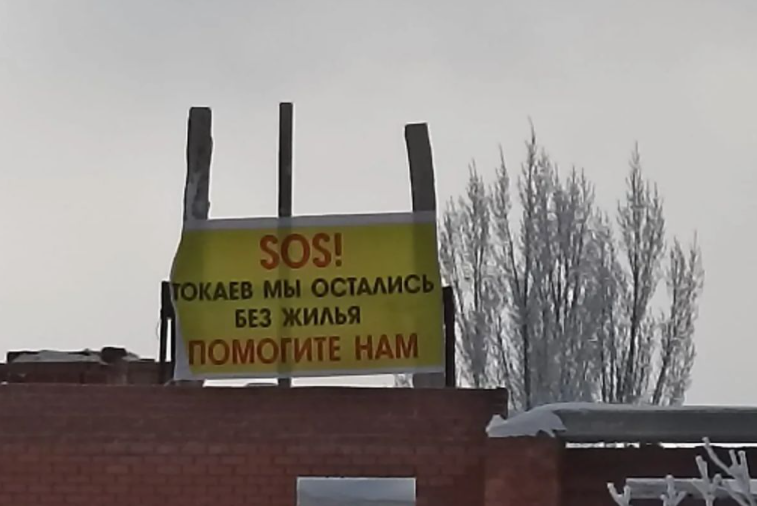 SOS!
ТОКАЕВ МЫ ОСТАЛИСЬ
БЕЗ ЖИЛЬЯ
ПОМОГИТЕ НАМ